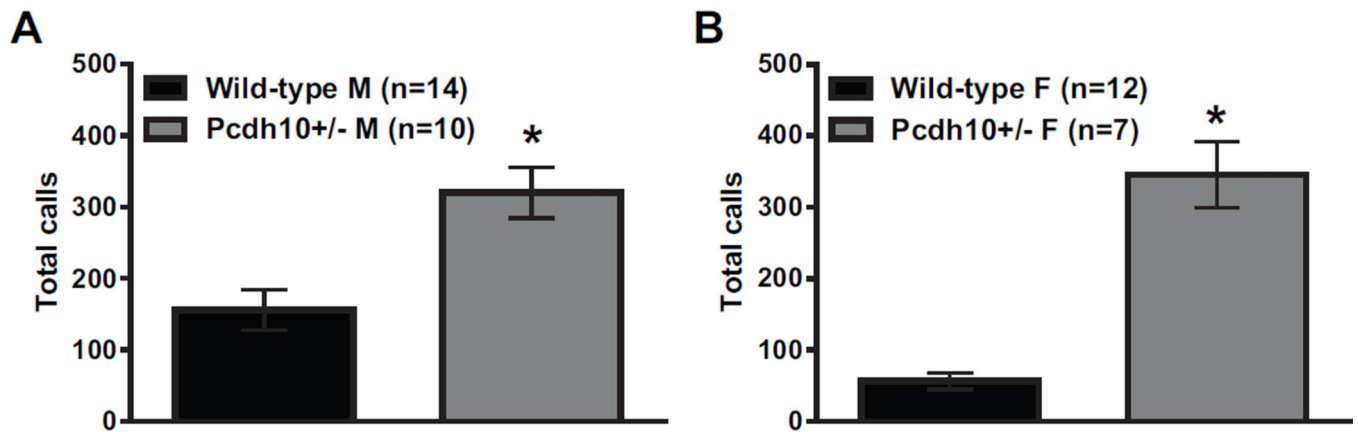 A
500
400
300
200
100
0
Total calls
Wild-type M (n=14)
Pcdh10+/- M (n=10)
*
B
500
400
300
200
100
0
Total calls
Wild-type F (n=12)
Pcdh10+/- F (n=7)
*